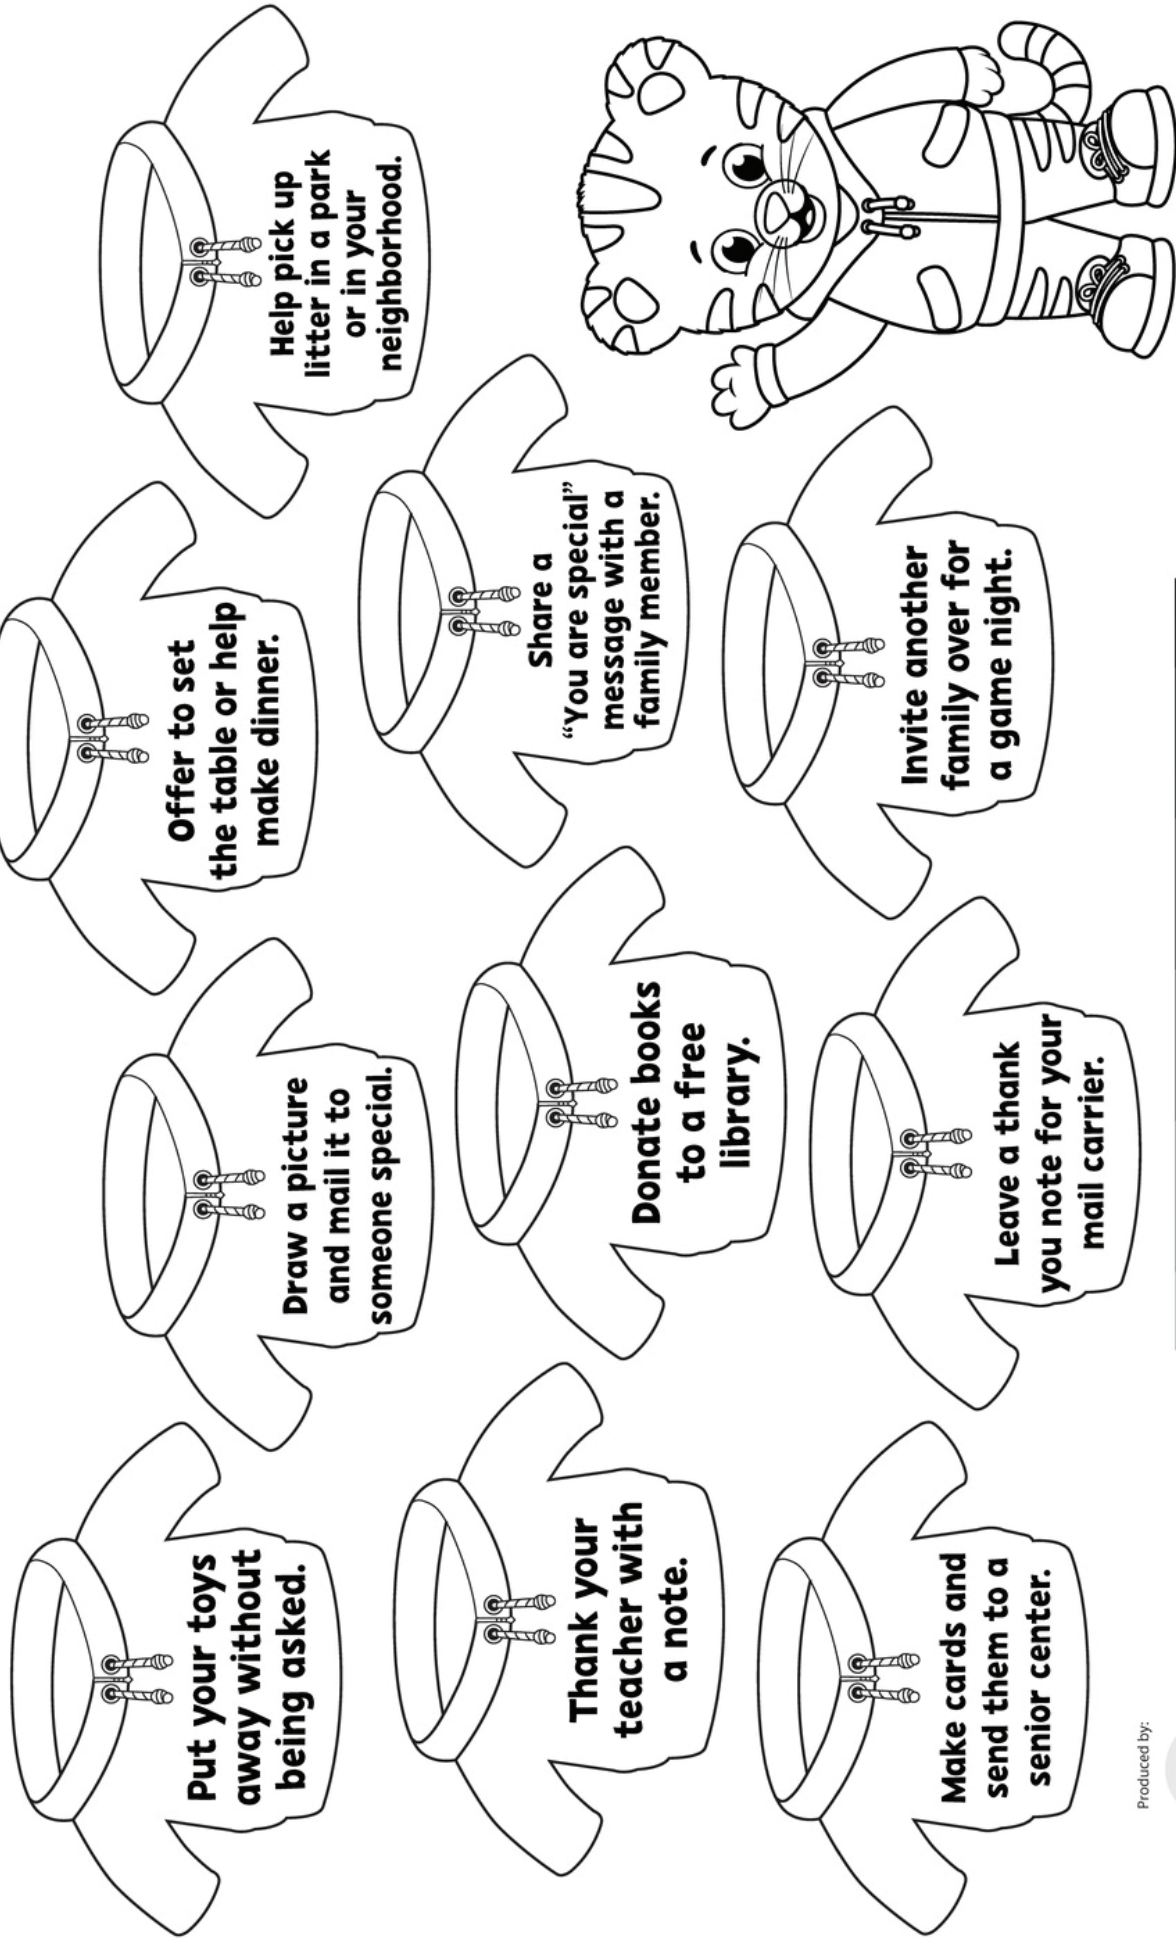 Put your toys
away without
being asked.
Draw a picture
and mail it to
someone special.
Offer to set
the table or help
make dinner.
Help pick up
litter in a park
or in your
neighborhood.
Thank your
teacher with
a note.
Donate books
to a free
library.
Share a
“You are special”
message with a
family member.
Make cards and
send them to a
senior center.
Leave a thank
you note for your
mail carrier.
Invite another
family over for
a game night.
Produced by: